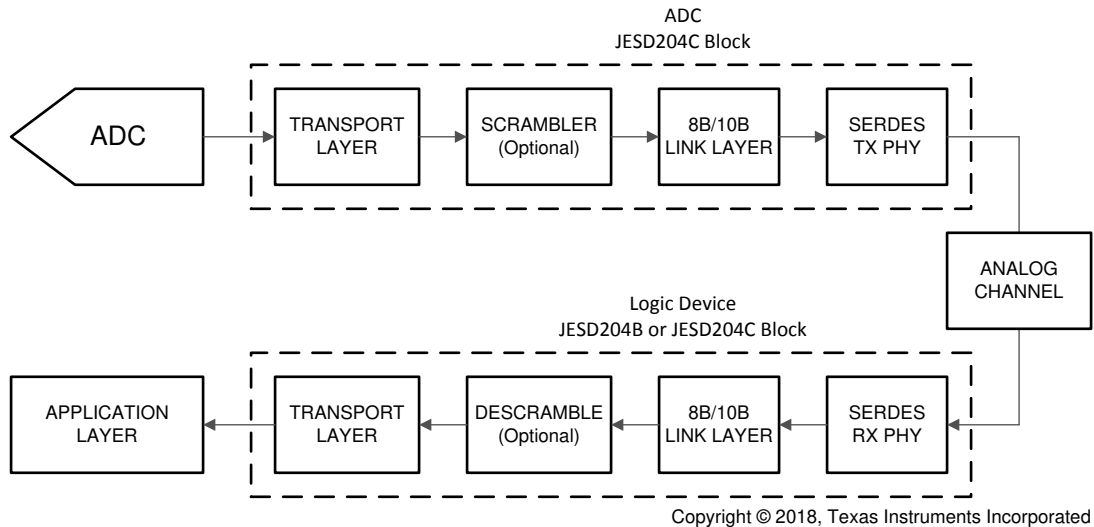 ADC
JESD204C Block
ADC
TRANSPORT
LAYER
SCRAMBLER
(Optional)
8B/10B
LINK LAYER
SERDES
TX PHY
ANALOG
CHANNEL
Logic Device
JESD204B or JESD204C Block
APPLICATION
LAYER
TRANSPORT
LAYER
DESCRAMBLE
(Optional)
8B/10B
LINK LAYER
SERDES
RX PHY
Copyright © 2018, Texas Instruments Incorporated